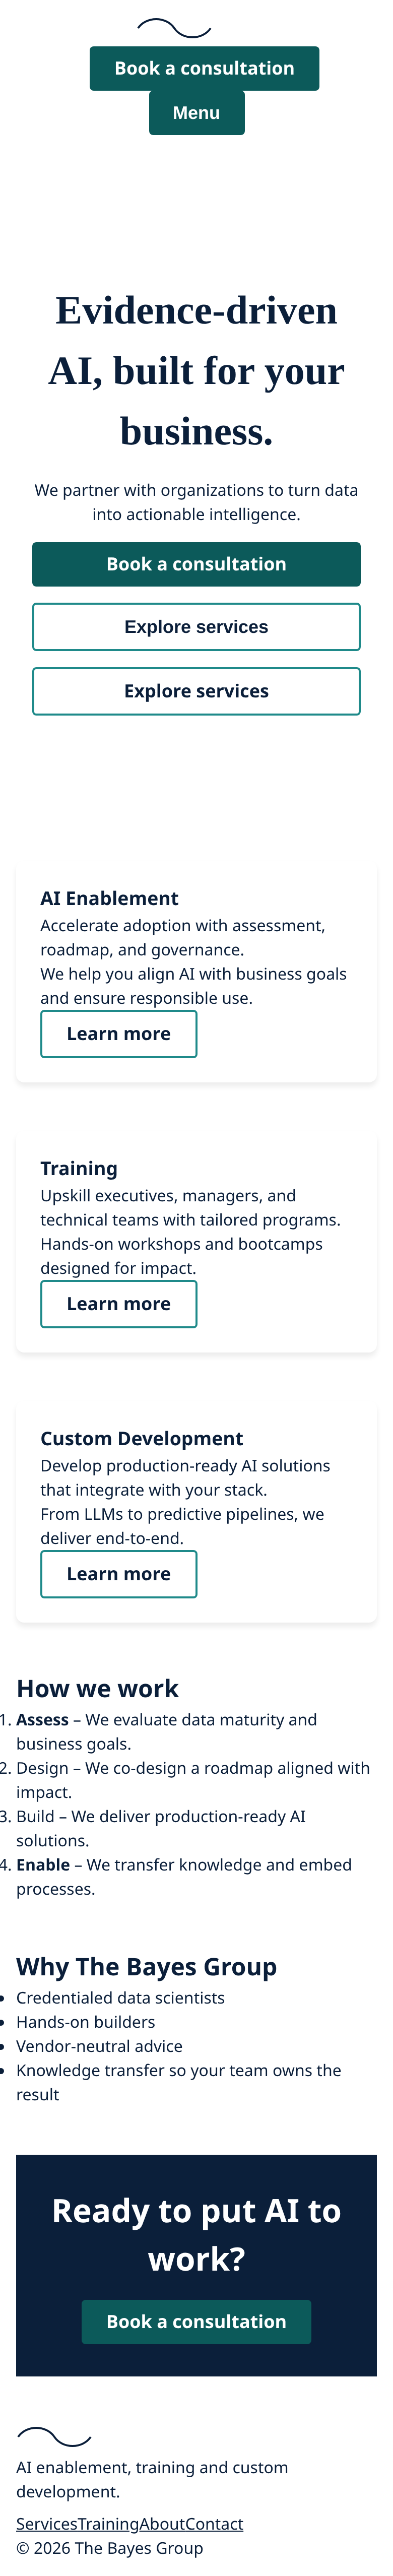 Book a consultation
Menu
Evidence-driven
AI, built for your
business.
We partner with organizations to turn data
into actionable intelligence.
Book a consultation
Explore services
Explore services
AI Enablement
Accelerate adoption with assessment,
roadmap, and governance.
We help you align AI with business goals
and ensure responsible use.
Learn more
Training
Upskill executives, managers, and
technical teams with tailored programs.
Hands-on workshops and bootcamps
designed for impact.
Learn more
Custom Development
Develop production-ready AI solutions
that integrate with your stack.
From LLMs to predictive pipelines, we
deliver end-to-end.
Learn more
How we work
1. Assess – We evaluate data maturity and
business goals.
2. Design – We co-design a roadmap aligned with
impact.
3. Build – We deliver production-ready AI
solutions.
4. Enable – We transfer knowledge and embed
processes.
Why The Bayes Group
• Credentialed data scientists
• Hands-on builders
• Vendor-neutral advice
• Knowledge transfer so your team owns the
result
Ready to put AI to
work?
Book a consultation
AI enablement, training and custom
development.
ServicesTrainingAboutContact
© 2026 The Bayes Group